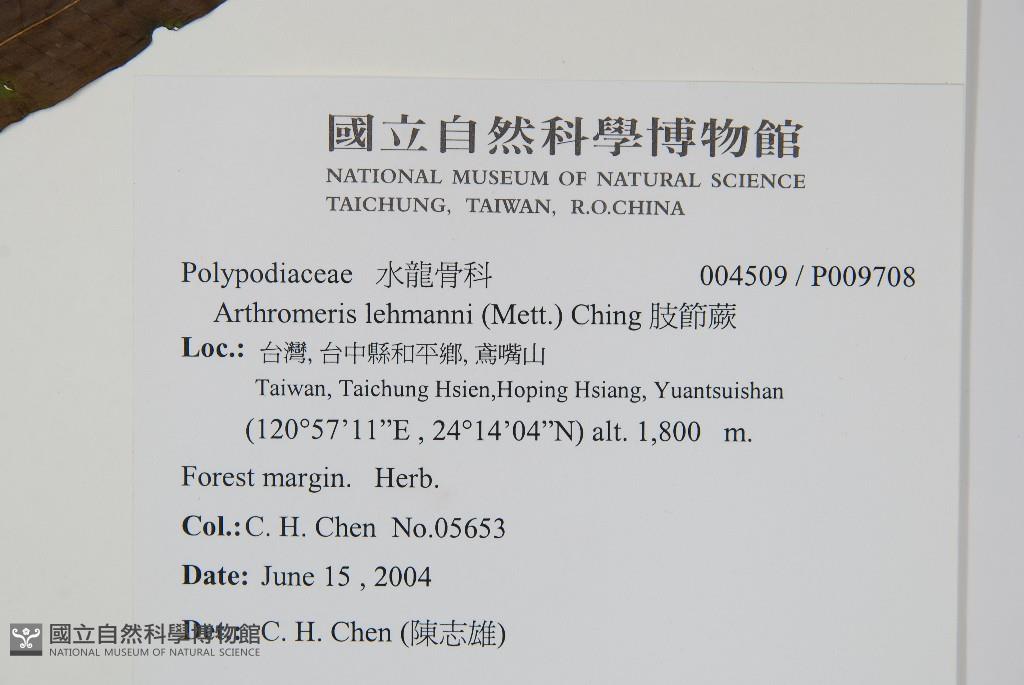 國立自然科學博物館
NATIONAL MUSEUM OF NATURAL SCIENCE
TAICHUNG, TAIWAN, R.O.CHINA
Polypodiaceae 水龍骨科 004509 / P009708
Arthromeris lehmanni (Mett.) Ching 肢節蕨
Loc.: 台灣, 台中縣和平鄉, 鳶嘴山
Taiwan, Taichung Hsien,Hoping Hsiang, Yuantsuishan
(120°57’11”E , 24°14’04”N) alt. 1,800 m.
Forest margin. Herb.
Col.: C. H. Chen No.05653
Date: June 15 , 2004
Det.: C. H. Chen (陳志雄)
國立自然科學博物館
NATIONAL MUSEUM OF NATURAL SCIENCE